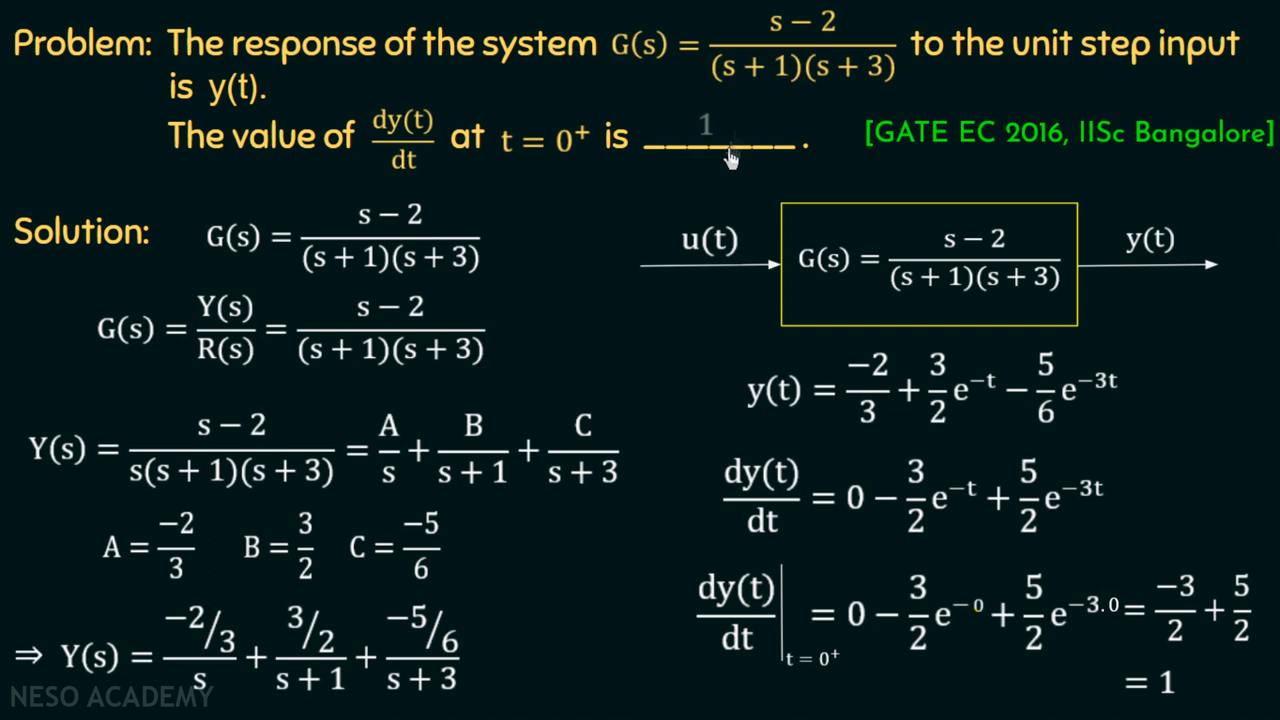 Problem: The response of the system G(s) = (s − 2)/((s + 1)(s + 3)) to the unit step input
is y(t).
The value of dy(t)/dt at t = 0⁺ is ___1____ . [GATE EC 2016, IISc Bangalore]
Solution: G(s) = (s − 2)/((s + 1)(s + 3))
G(s) = Y(s)/R(s) = (s − 2)/((s + 1)(s + 3))
Y(s) = (s − 2)/(s(s + 1)(s + 3)) = A/s + B/(s + 1) + C/(s + 3)
A = −2/3 B = 3/2 C = −5/6
⇒ Y(s) = (−2/3)/s + (3/2)/(s + 1) + (−5/6)/(s + 3)
NESO ACADEMY
u(t) G(s) = (s − 2)/((s + 1)(s + 3)) y(t)
y(t) = −2/3 + 3/2 e^(−t) − 5/6 e^(−3t)
dy(t)/dt = 0 − 3/2 e^(−t) + 5/2 e^(−3t)
dy(t)/dt |t = 0⁺ = 0 − 3/2 e^(−0) + 5/2 e^(−3.0) = −3/2 + 5/2
= 1